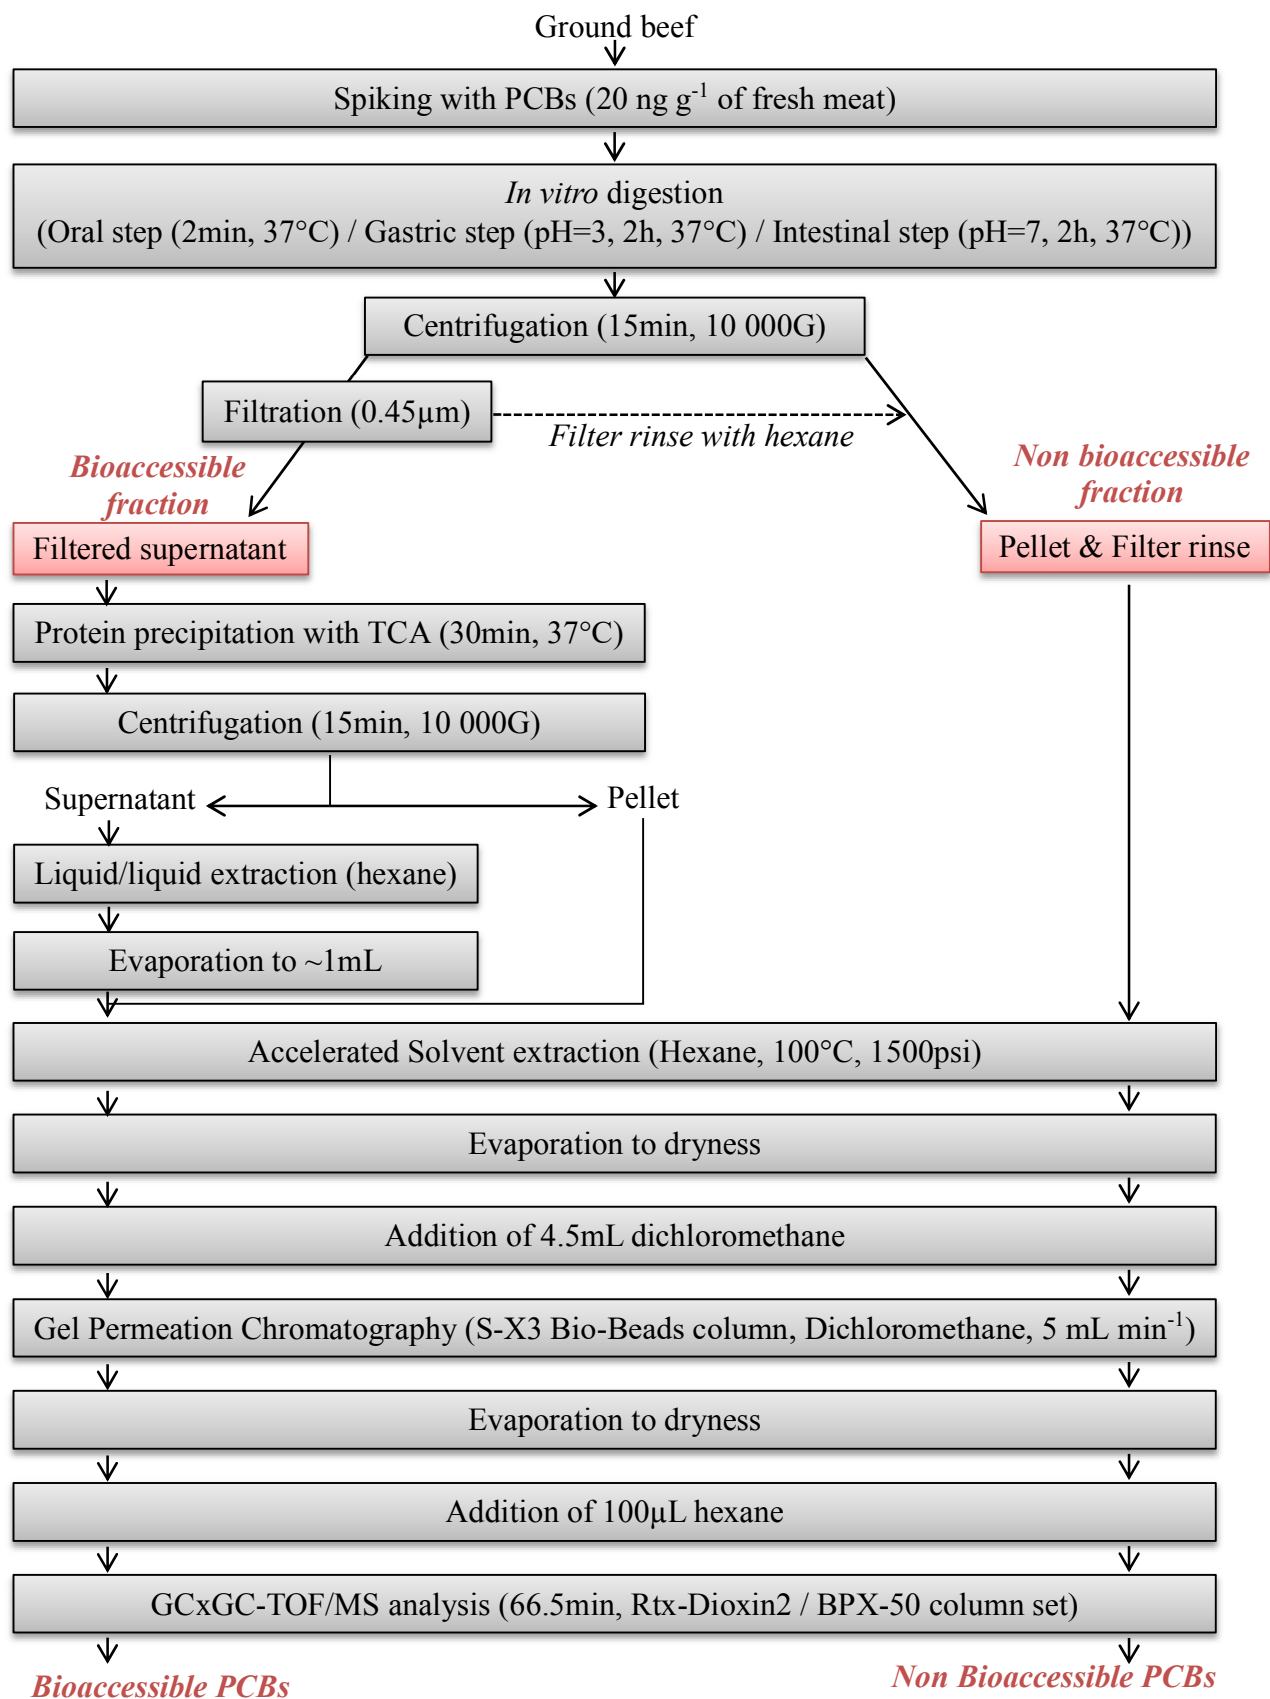 Ground beef
Spiking with PCBs (20 ng g⁻¹ of fresh meat)
In vitro digestion
(Oral step (2min, 37°C) / Gastric step (pH=3, 2h, 37°C) / Intestinal step (pH=7, 2h, 37°C))
Centrifugation (15min, 10 000G)
Filtration (0.45µm)
Filter rinse with hexane
Bioaccessible
fraction
Non bioaccessible
fraction
Filtered supernatant
Pellet & Filter rinse
Protein precipitation with TCA (30min, 37°C)
Centrifugation (15min, 10 000G)
Supernatant
Pellet
Liquid/liquid extraction (hexane)
Evaporation to ~1mL
Accelerated Solvent extraction (Hexane, 100°C, 1500psi)
Evaporation to dryness
Addition of 4.5mL dichloromethane
Gel Permeation Chromatography (S-X3 Bio-Beads column, Dichloromethane, 5 mL min⁻¹)
Evaporation to dryness
Addition of 100µL hexane
GCxGC-TOF/MS analysis (66.5min, Rtx-Dioxin2 / BPX-50 column set)
Bioaccessible PCBs
Non Bioaccessible PCBs